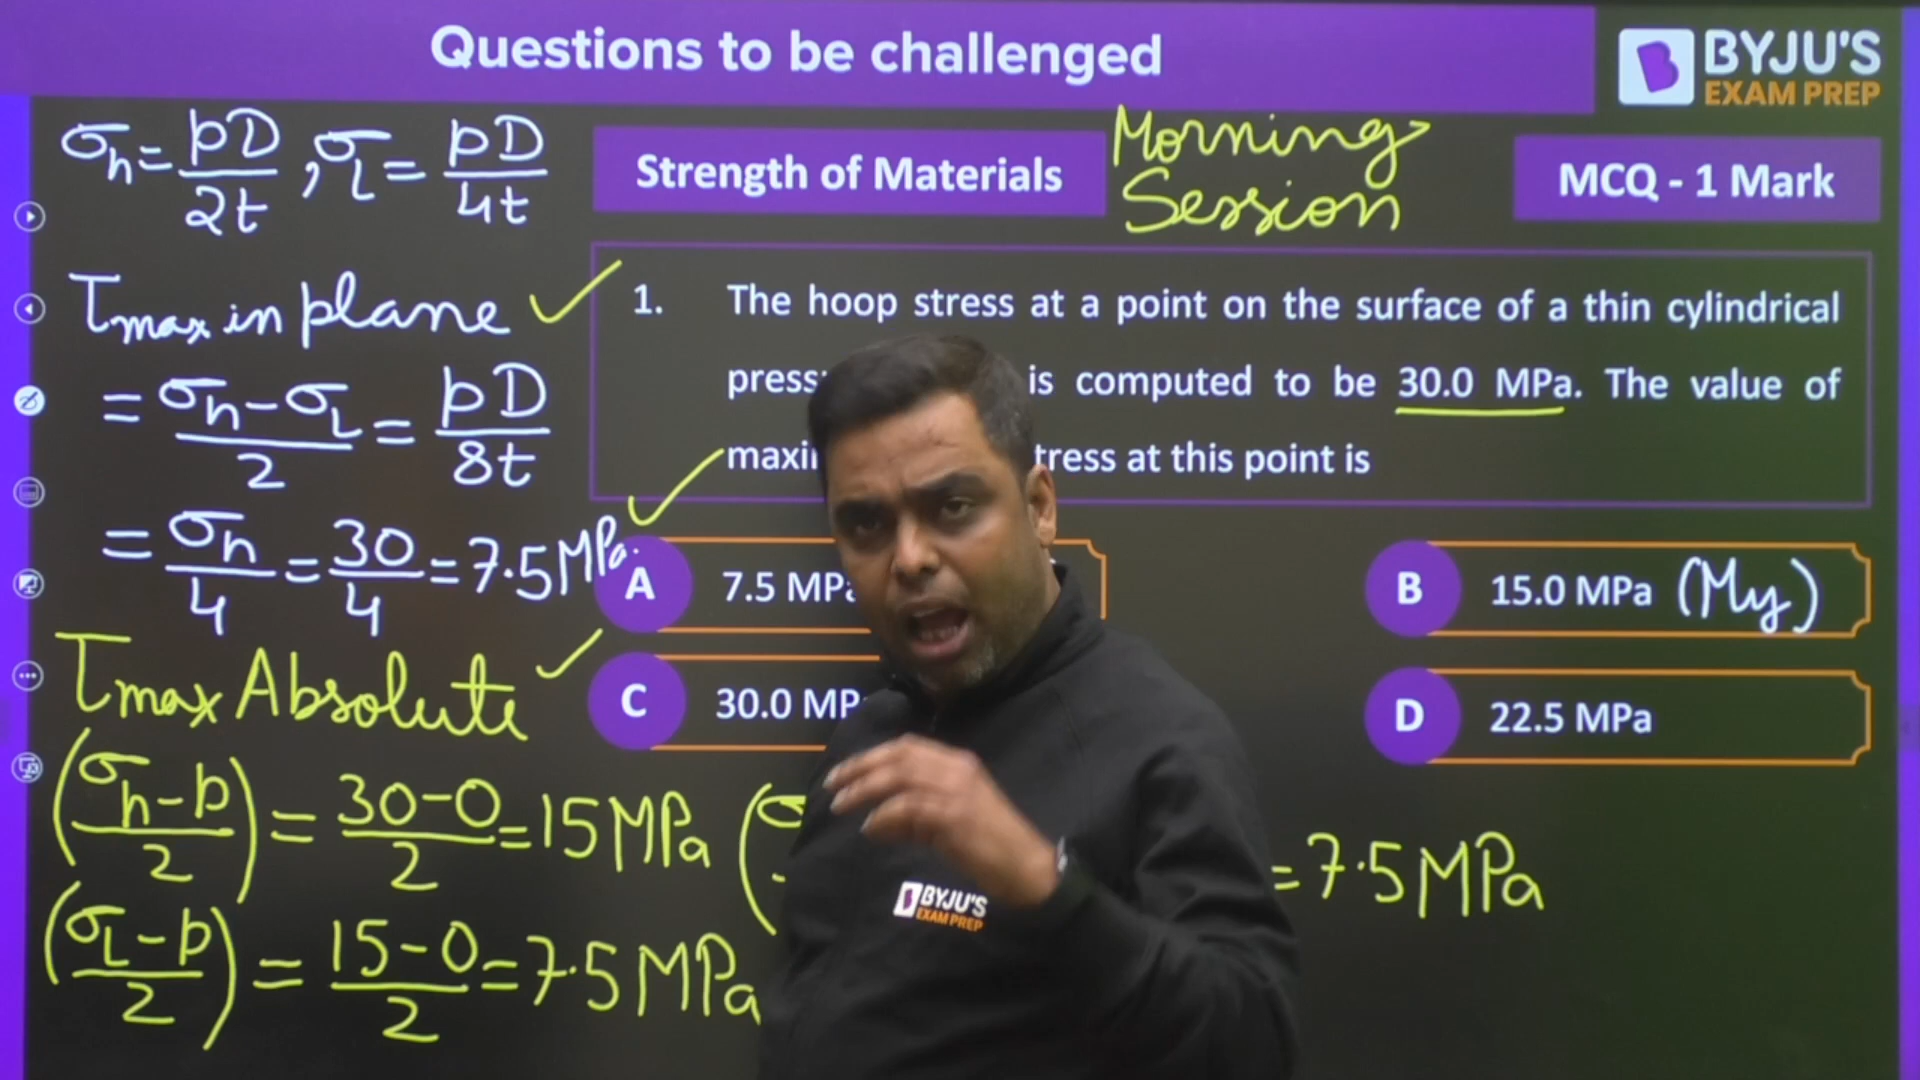 Questions to be challenged
BYJU'S
EXAM PREP
σh = pD/2t , σL = pD/4t
Strength of Materials
Morning
Session
MCQ - 1 Mark
τmax in plane ✓
= σh-σL/2 = pD/8t
= σh/4 = 30/4 = 7.5 MPa.
1. The hoop stress at a point on the surface of a thin cylindrical
is computed to be 30.0 MPa. The value of
at this point is
A 7.5
B 15.0 MPa (My)
C 30.0
D 22.5 MPa
τmax Absolute ✓
(σh-p/2) = 30-0/2 = 15 MPa
= 7.5 MPa
(σL-p/2) = 15-0/2 = 7.5 MPa
BYJU'S
EXAM PREP